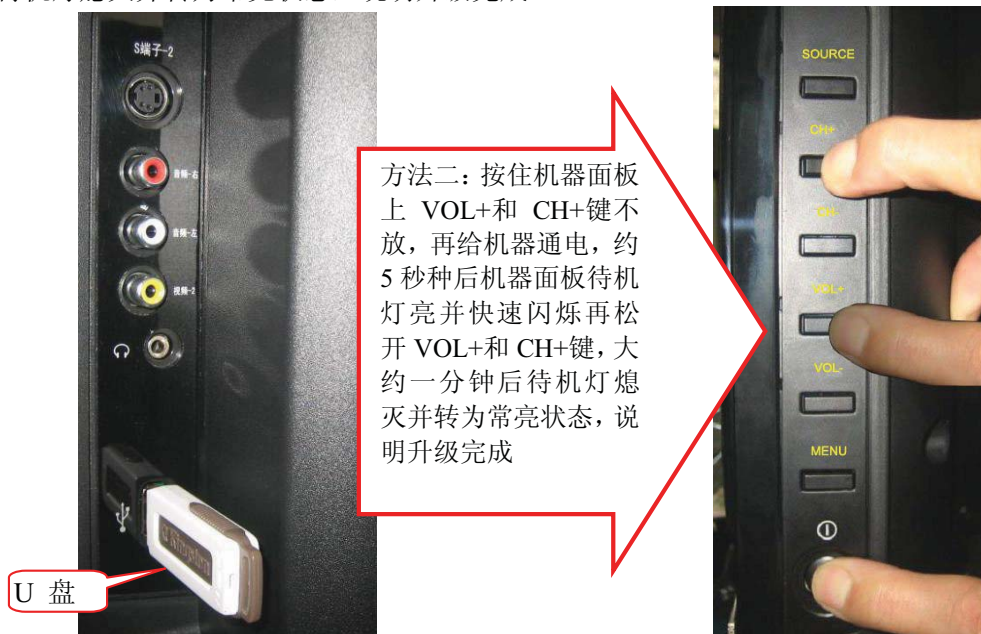 S端子-2
音频-右
音频-左
视频-2
U 盘
方法二：按住机器面板
上 VOL+和 CH+键不
放，再给机器通电，约
5 秒种后机器面板待机
灯亮并快速闪烁再松
开 VOL+和 CH+键，大
约一分钟后待机灯熄
灭并转为常亮状态，说
明升级完成
SOURCE
CH+
CH-
VOL+
VOL-
MENU